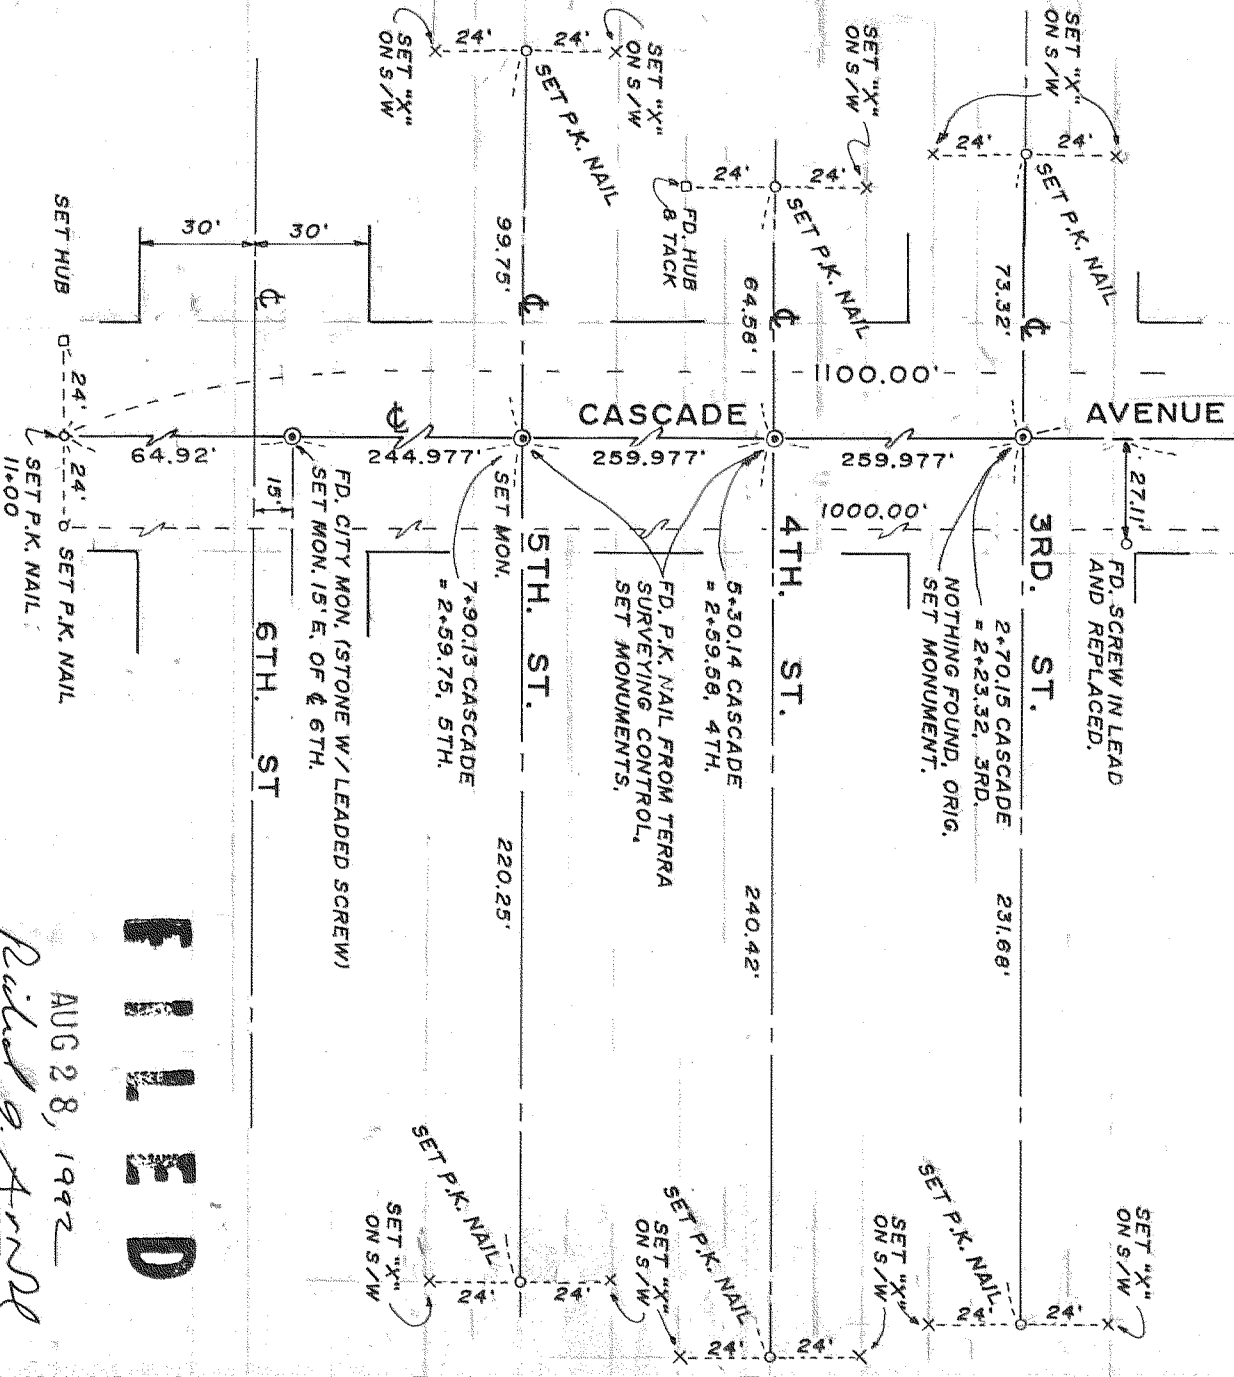 SET "X"
ON S/W
24'
24'
SET "X"
ON S/W
SET P.K. NAIL
SET "X"
ON S/W
24'
24'
FD. HUB
& TACK
SET P.K. NAIL
SET "X"
ON S/W
24'
24'
SET P.K. NAIL
SET HUB
30'
30'
℄
99.75'
℄
64.58'
℄
73.32'
℄
1100.00'
CASCADE
AVENUE
℄
24'
24'
SET P.K. NAIL
11+00
SET P.K. NAIL
64.92'
15'
244.977'
259.977'
259.977'
1000.00'
27.11'
FD. SCREW IN LEAD
AND REPLACED.
3RD. ST.
2+70.15 CASCADE
= 2+23.32, 3RD.
NOTHING FOUND, ORIG.
SET MONUMENT.
231.68'
4TH. ST.
5+30.14 CASCADE
= 2+59.58, 4TH.
FD. P.K. NAIL FROM TERRA
SURVEYING CONTROL,
SET MONUMENTS.
240.42'
5TH. ST.
SET MON.
7+90.13 CASCADE
= 2+59.75, 5TH.
220.25'
FD. CITY MON. (STONE W/LEADED SCREW)
SET MON. 15' E. OF ℄ 6TH.
6TH. ST
SET "X"
ON S/W
SET P.K. NAIL
24'
24'
SET "X"
ON S/W
SET P.K. NAIL
24'
24'
SET "X"
ON S/W
SET P.K. NAIL
24'
24'
SET "X"
ON S/W
FILED
AUG 28, 1992